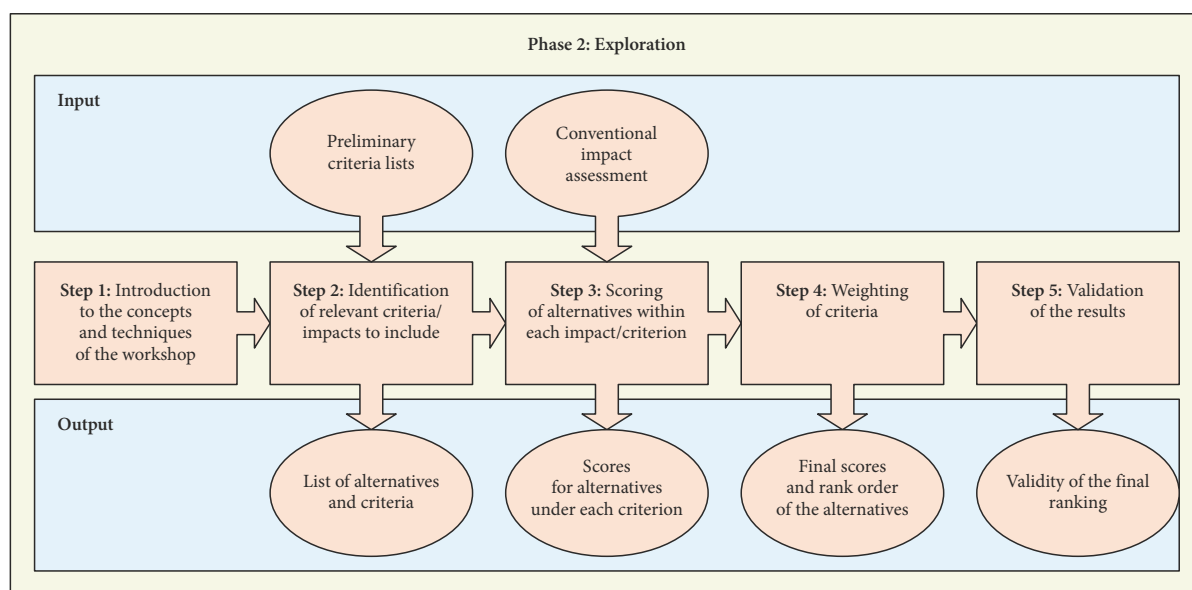 Phase 2: Exploration
Input
Preliminary
criteria lists
Conventional
impact
assessment
Step 1: Introduction
to the concepts
and techniques
of the workshop
Step 2: Identification
of relevant criteria/
impacts to include
Step 3: Scoring
of alternatives within
each impact/criterion
Step 4: Weighting
of criteria
Step 5: Validation
of the results
Output
List of alternatives
and criteria
Scores
for alternatives
under each criterion
Final scores
and rank order
of the alternatives
Validity of the final
ranking